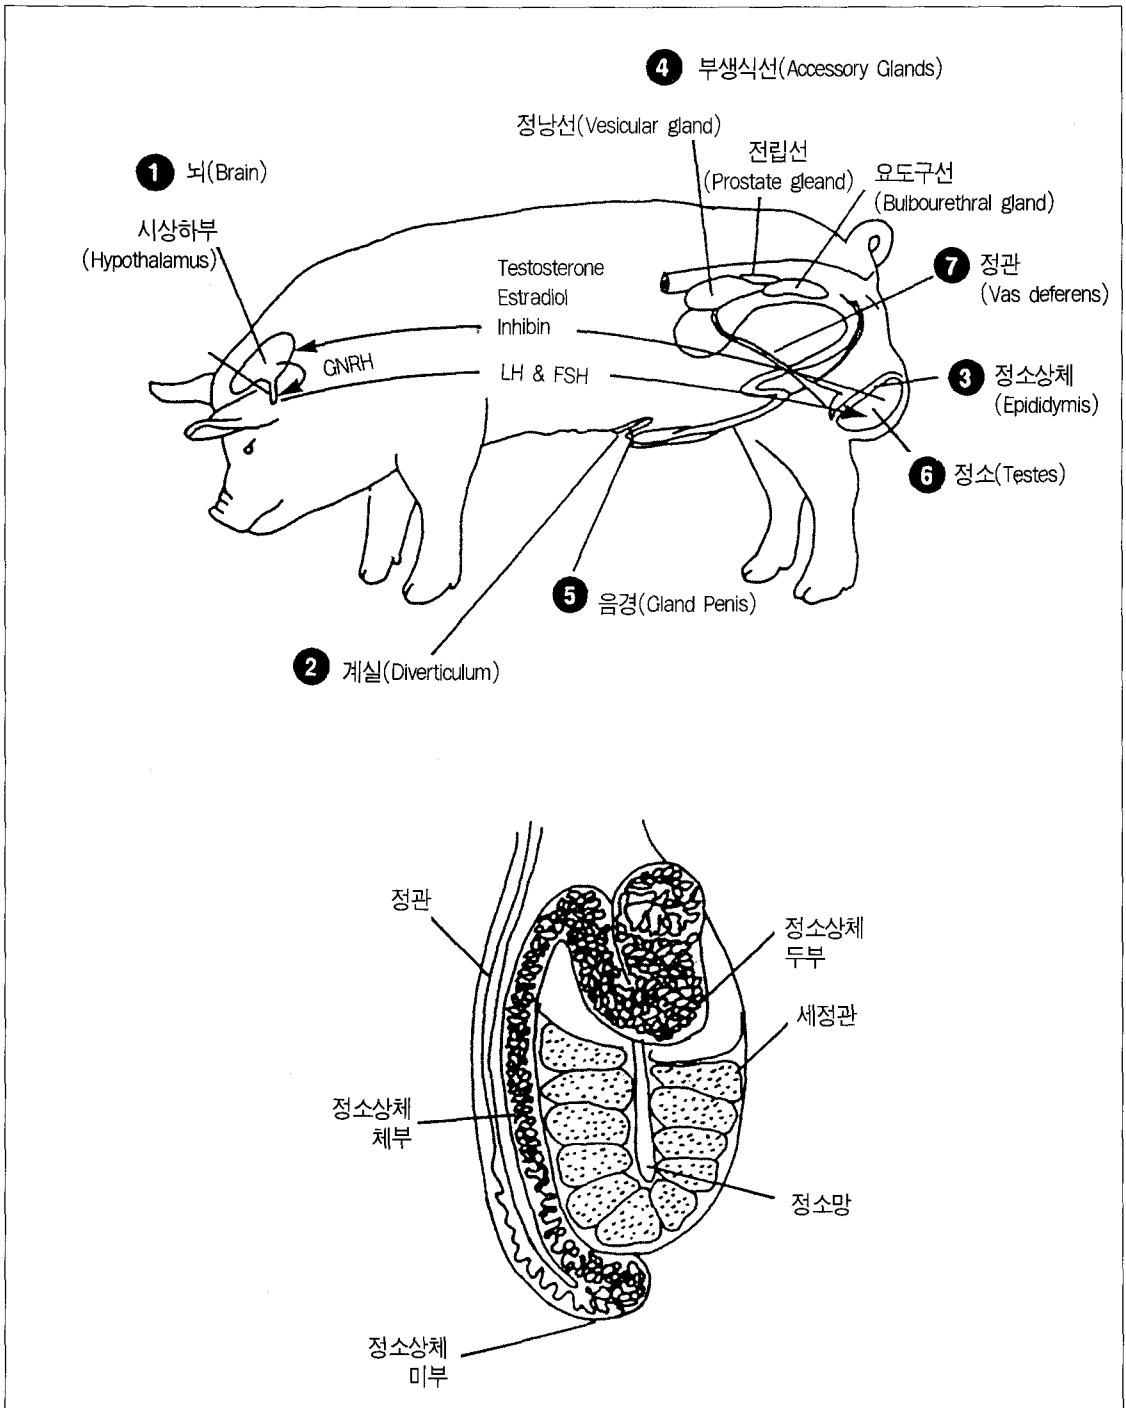 4 부생식선(Accessory Glands)
정낭선(Vesicular gland)
전립선
(Prostate gleand)
요도구선
(Bulbourethral gland)
1 뇌(Brain)
시상하부
(Hypothalamus)
7 정관
(Vas deferens)
Testosterone
Estradiol
Inhibin
GNRH
LH & FSH
3 정소상체
(Epididymis)
6 정소(Testes)
5 음경(Gland Penis)
2 계실(Diverticulum)
정관
정소상체
두부
세정관
정소상체
체부
정소망
정소상체
미부